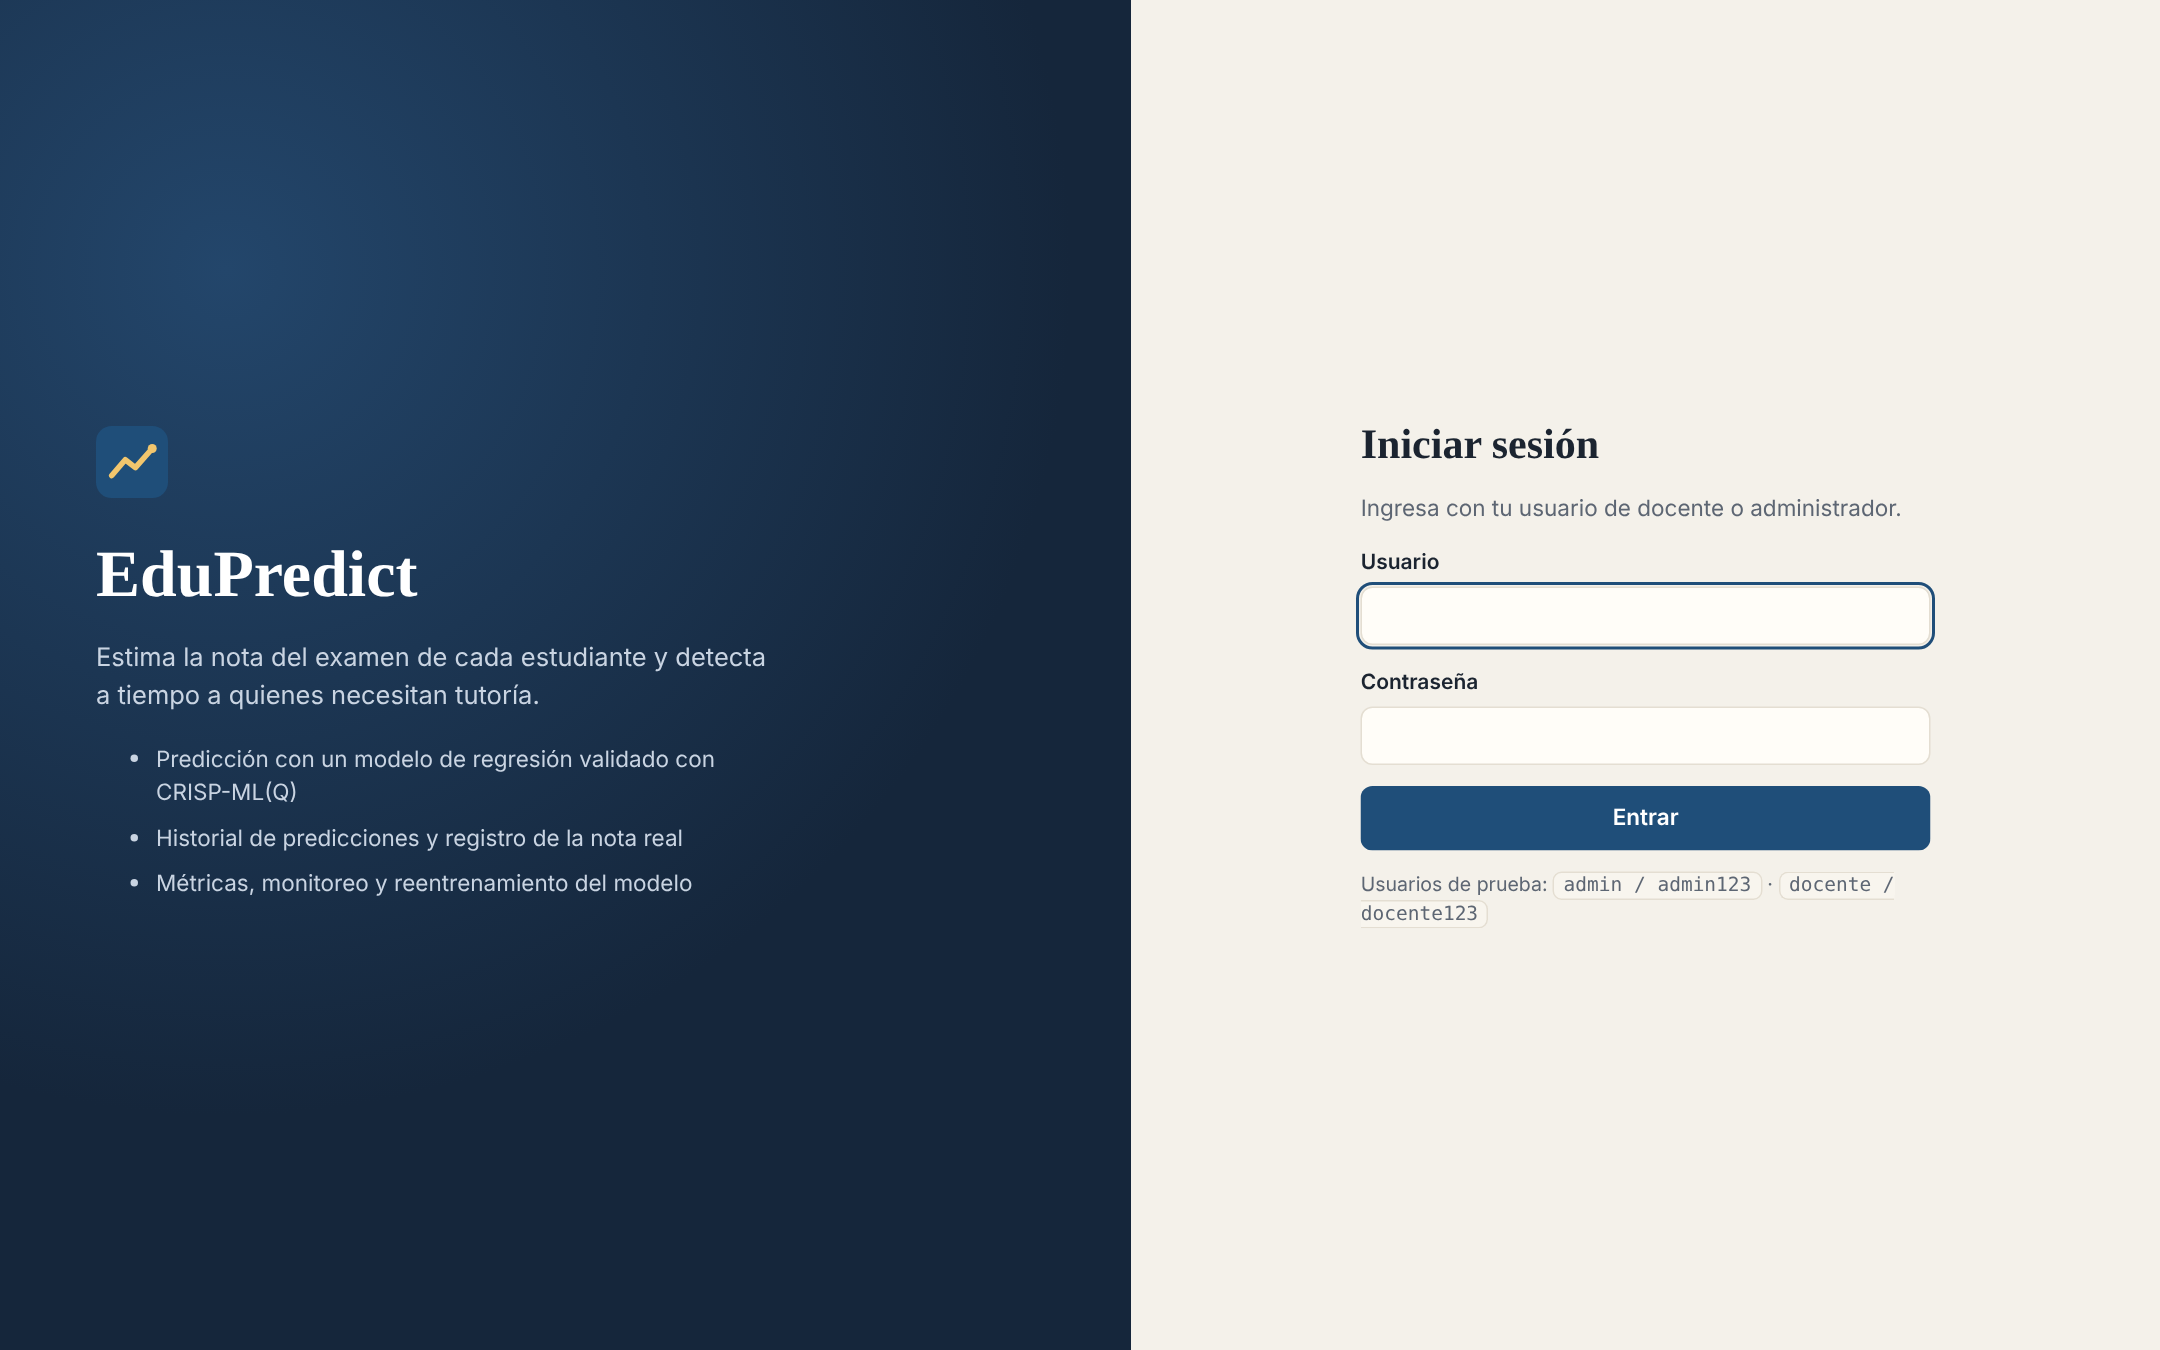 EduPredict
Estima la nota del examen de cada estudiante y detecta
a tiempo a quienes necesitan tutoría.
• Predicción con un modelo de regresión validado con
CRISP-ML(Q)
• Historial de predicciones y registro de la nota real
• Métricas, monitoreo y reentrenamiento del modelo
Iniciar sesión
Ingresa con tu usuario de docente o administrador.
Usuario
Contraseña
Entrar
Usuarios de prueba: admin / admin123 · docente /
docente123